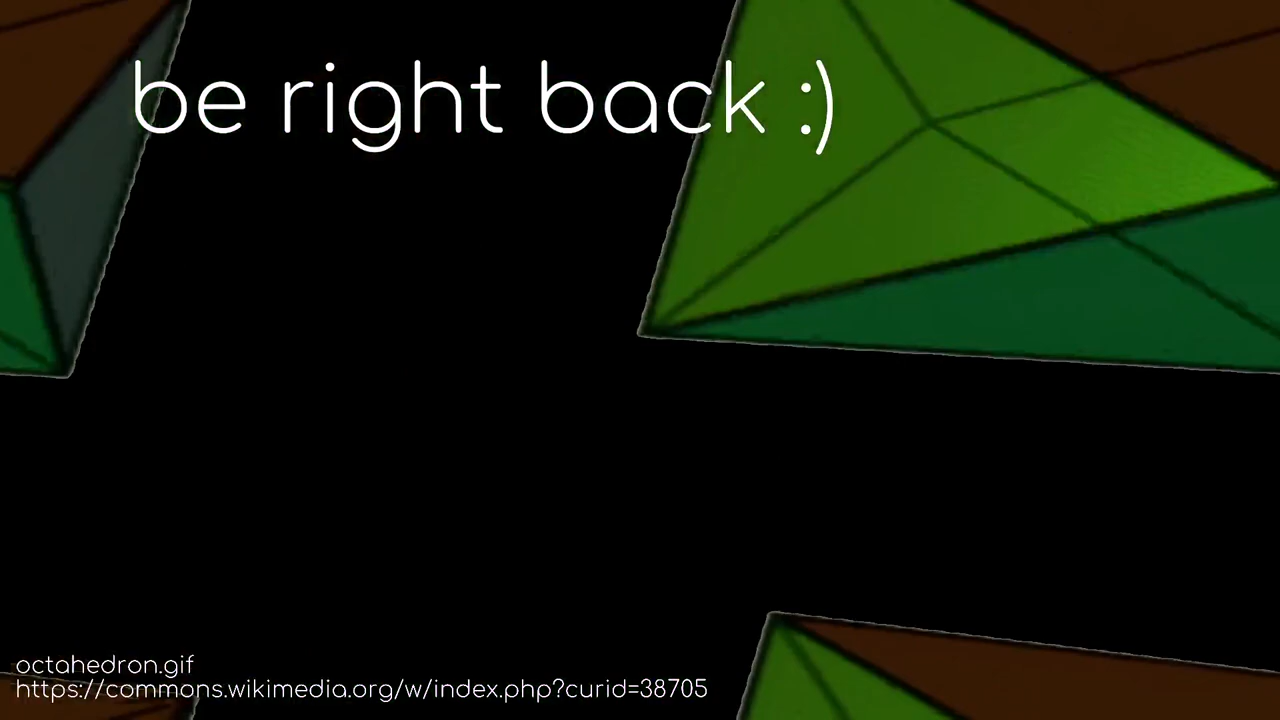 be right back :)
octahedron.gif
https://commons.wikimedia.org/w/index.php?curid=38705